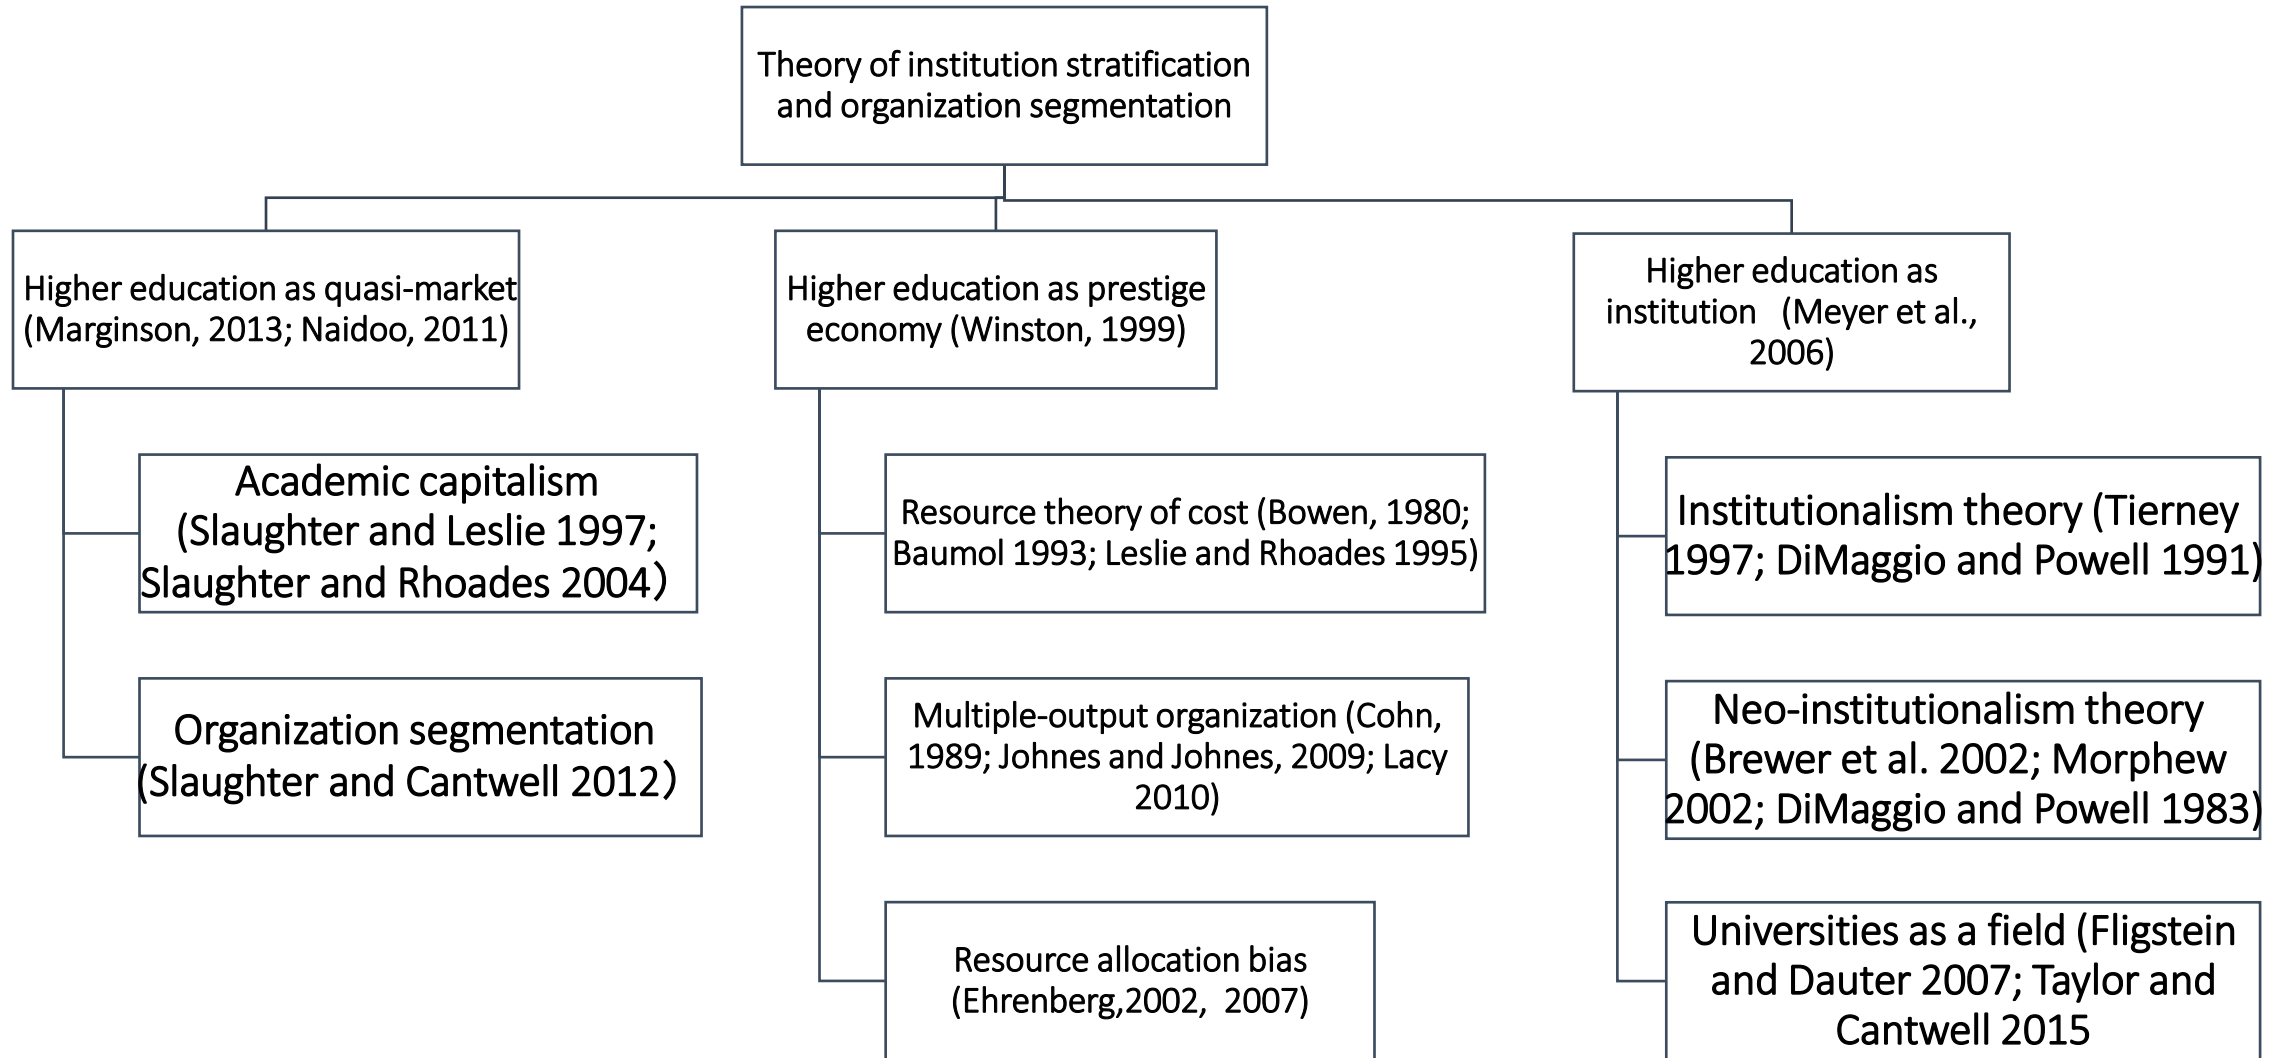 Theory of institution stratification
and organization segmentation
Higher education as quasi-market
(Marginson, 2013; Naidoo, 2011)
Academic capitalism
(Slaughter and Leslie 1997;
Slaughter and Rhoades 2004）
Organization segmentation
(Slaughter and Cantwell 2012）
Higher education as prestige
economy (Winston, 1999)
Resource theory of cost (Bowen, 1980;
Baumol 1993; Leslie and Rhoades 1995)
Multiple-output organization (Cohn,
1989; Johnes and Johnes, 2009; Lacy
2010)
Resource allocation bias
(Ehrenberg,2002,  2007)
Higher education as
institution   (Meyer et al.,
2006)
Institutionalism theory (Tierney
1997; DiMaggio and Powell 1991)
Neo-institutionalism theory
(Brewer et al. 2002; Morphew
2002; DiMaggio and Powell 1983)
Universities as a field (Fligstein
and Dauter 2007; Taylor and
Cantwell 2015